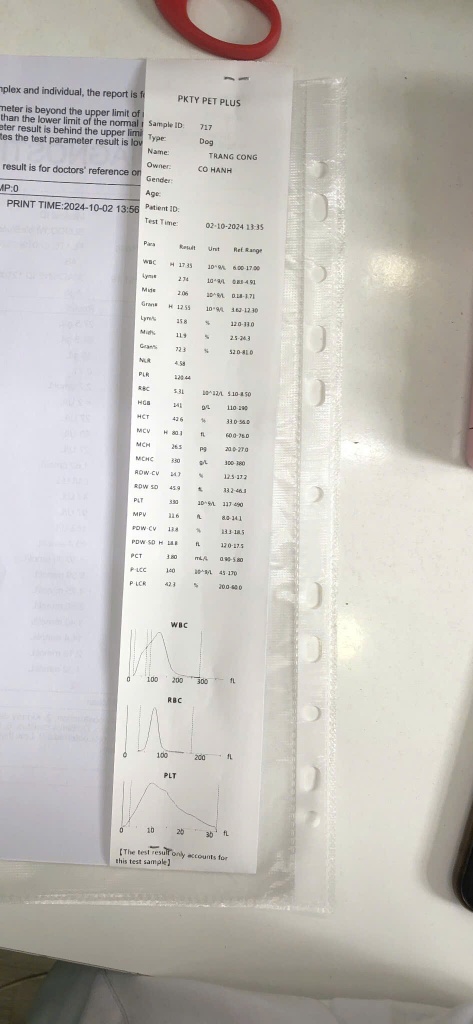 nplex and individual, the report is f
meter is beyond the upper limit of
than the lower limit of the normal
eter result is behind the upper limi
tes the test parameter result is lov
result is for doctors' reference on
MP:0
PRINT TIME:2024-10-02 13:56
PKTY PET PLUS
Sample ID: 717
Type: Dog
Name: TRANG CONG
Owner: CO HANH
Gender:
Age:
Patient ID:
Test Time: 02-10-2024 13:35
Para Result Unit Ref. Range
WBC H 17.35 10^9/L 6.00-17.00
Lym# 2.74 10^9/L 0.83-4.91
Mid# 2.06 10^9/L 0.18-3.71
Gran# H 12.55 10^9/L 3.62-12.30
Lym% 15.8 % 12.0-33.0
Mid% 11.9 % 2.5-24.3
Gran% 72.3 % 52.0-81.0
NLR 4.58
PLR 120.44
RBC 5.31 10^12/L 5.10-8.50
HGB 141 g/L 110-190
HCT 42.6 % 33.0-56.0
MCV H 80.3 fL 60.0-76.0
MCH 26.5 pg 20.0-27.0
MCHC 330 g/L 300-380
RDW-CV 14.7 % 12.5-17.2
RDW-SD 45.9 fL 33.2-46.3
PLT 330 10^9/L 117-490
MPV 11.6 fL 8.0-14.1
PDW-CV 13.8 % 13.3-18.5
PDW-SD H 18.8 fL 12.0-17.5
PCT 3.80 mL/L 0.90-5.80
P-LCC 140 10^9/L 45-170
P-LCR 42.3 % 20.0-60.0
WBC
0 100 200 300 fL
RBC
0 100 200 fL
PLT
0 10 20 30 fL
[The test result only accounts for
this test sample]